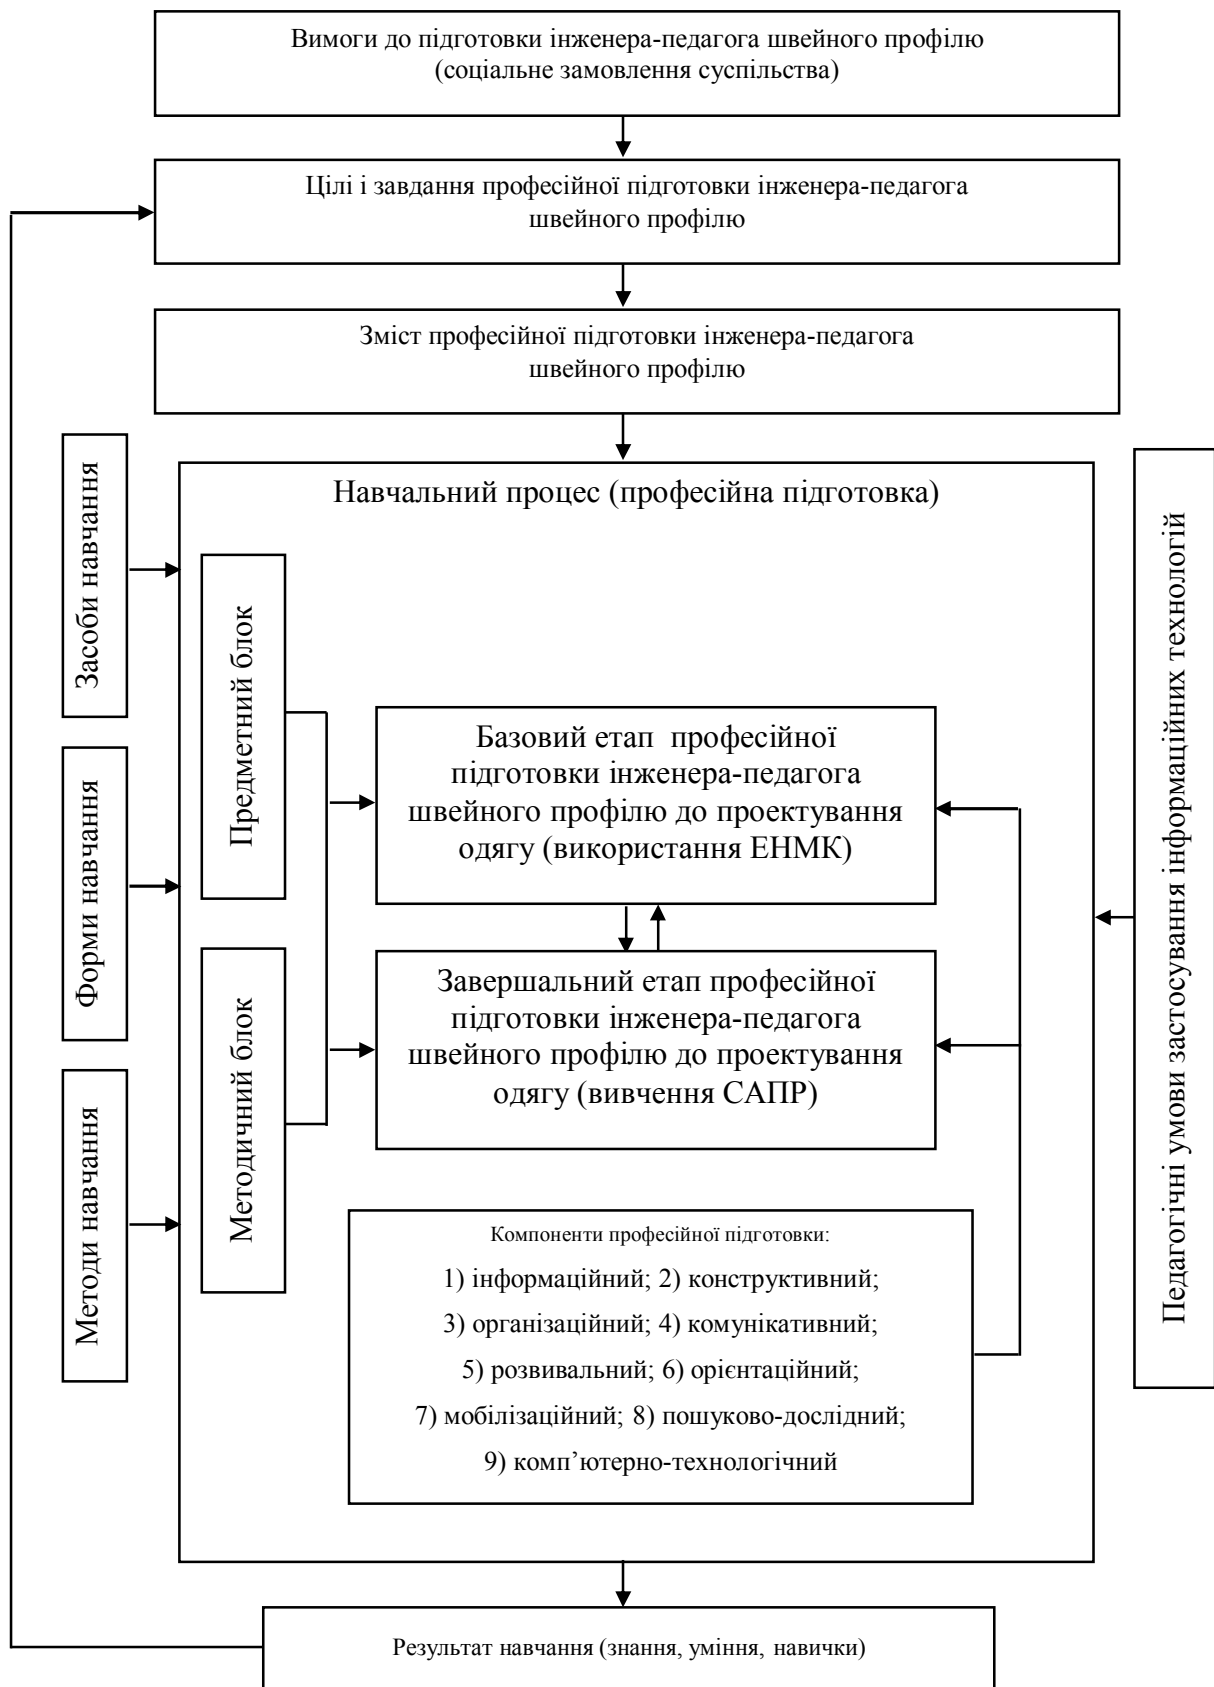 Вимоги до підготовки інженера-педагога швейного профілю
(соціальне замовлення суспільства)
Цілі і завдання професійної підготовки інженера-педагога
швейного профілю
Зміст професійної підготовки інженера-педагога
швейного профілю
Засоби навчання
Форми навчання
Методи навчання
Навчальний процес (професійна підготовка)
Предметний блок
Методичний блок
Базовий етап професійної
підготовки інженера-педагога
швейного профілю до проектування
одягу (використання ЕНМК)
Завершальний етап професійної
підготовки інженера-педагога
швейного профілю до проектування
одягу (вивчення САПР)
Компоненти професійної підготовки:
1) інформаційний; 2) конструктивний;
3) організаційний; 4) комунікативний;
5) розвивальний; 6) орієнтаційний;
7) мобілізаційний; 8) пошуково-дослідний;
9) комп’ютерно-технологічний
Педагогічні умови застосування інформаційних технологій
Результат навчання (знання, уміння, навички)